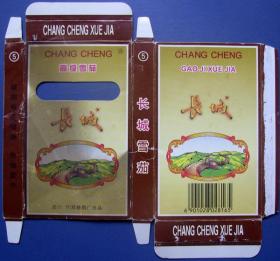 CHANG CHENG XUE JIA
5
CHANG CHENG
高级雪茄
长城
长城雪茄
5
CHANG CHENG
GAO JI XUE JIA
长城
6901028028165
CHANG CHENG XUE JIA